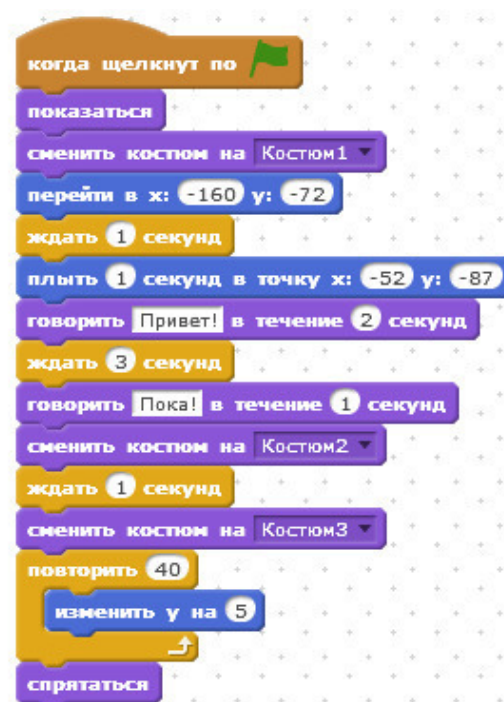 когда щелкнут по
показаться
сменить костюм на Костюм1
перейти в x: -160 y: -72
ждать 1 секунд
плыть 1 секунд в точку x: -52 y: -87
говорить Привет! в течение 2 секунд
ждать 3 секунд
говорить Пока! в течение 1 секунд
сменить костюм на Костюм2
ждать 1 секунд
сменить костюм на Костюм3
повторить 40
изменить y на 5
спрятаться